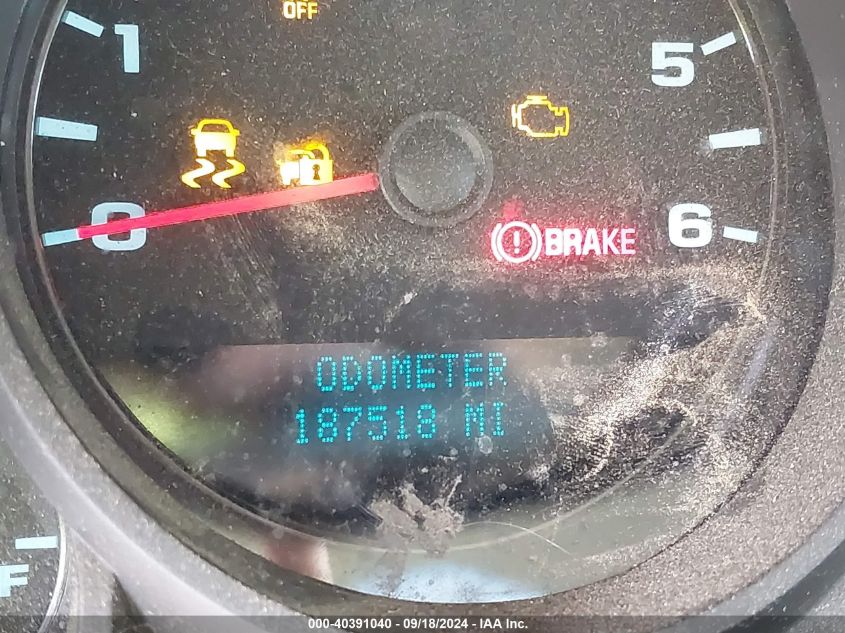 OFF
1
5
0
6
BRAKE
ODOMETER
187518 MI
F
000-40391040 - 09/18/2024 - IAA Inc.